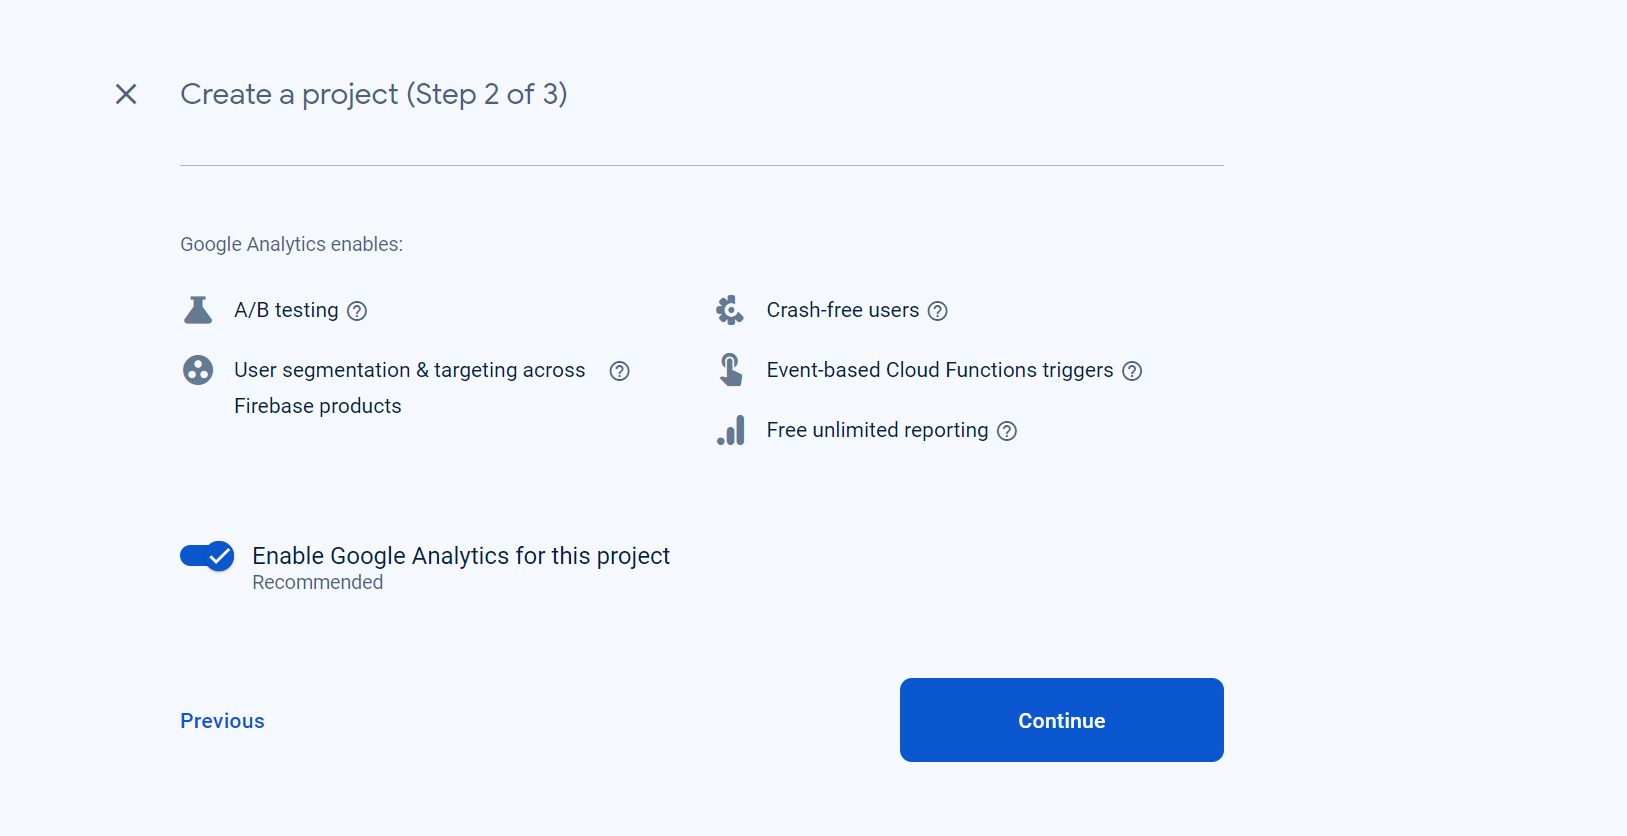 Create a project (Step 2 of 3)
Google Analytics enables:
A/B testing
User segmentation & targeting across
Firebase products
Crash-free users
Event-based Cloud Functions triggers
Free unlimited reporting
Enable Google Analytics for this project
Recommended
Previous
Continue